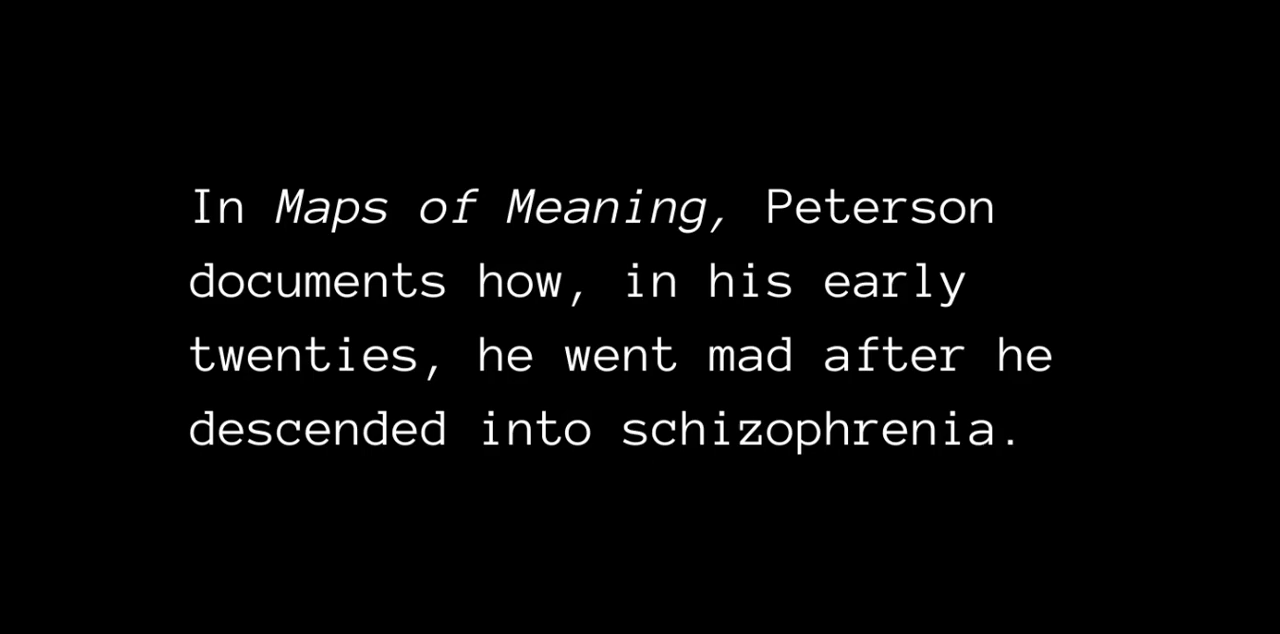 In Maps of Meaning, Peterson
documents how, in his early
twenties, he went mad after he
descended into schizophrenia.